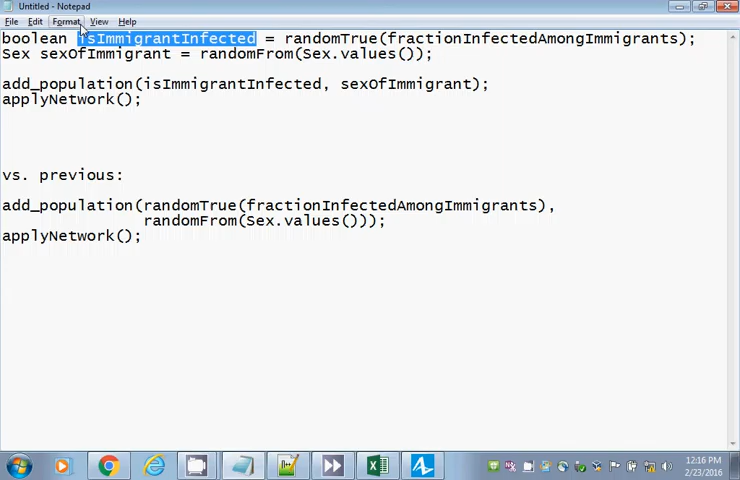 Untitled - Notepad
File Edit Format View Help
boolean isImmigrantInfected = randomTrue(fractionInfectedAmongImmigrants);
Sex sexOfImmigrant = randomFrom(Sex.values());
add_population(isImmigrantInfected, sexOfImmigrant);
applyNetwork();
vs. previous:
add_population(randomTrue(fractionInfectedAmongImmigrants),
randomFrom(Sex.values()));
applyNetwork();
12:16 PM
2/23/2016